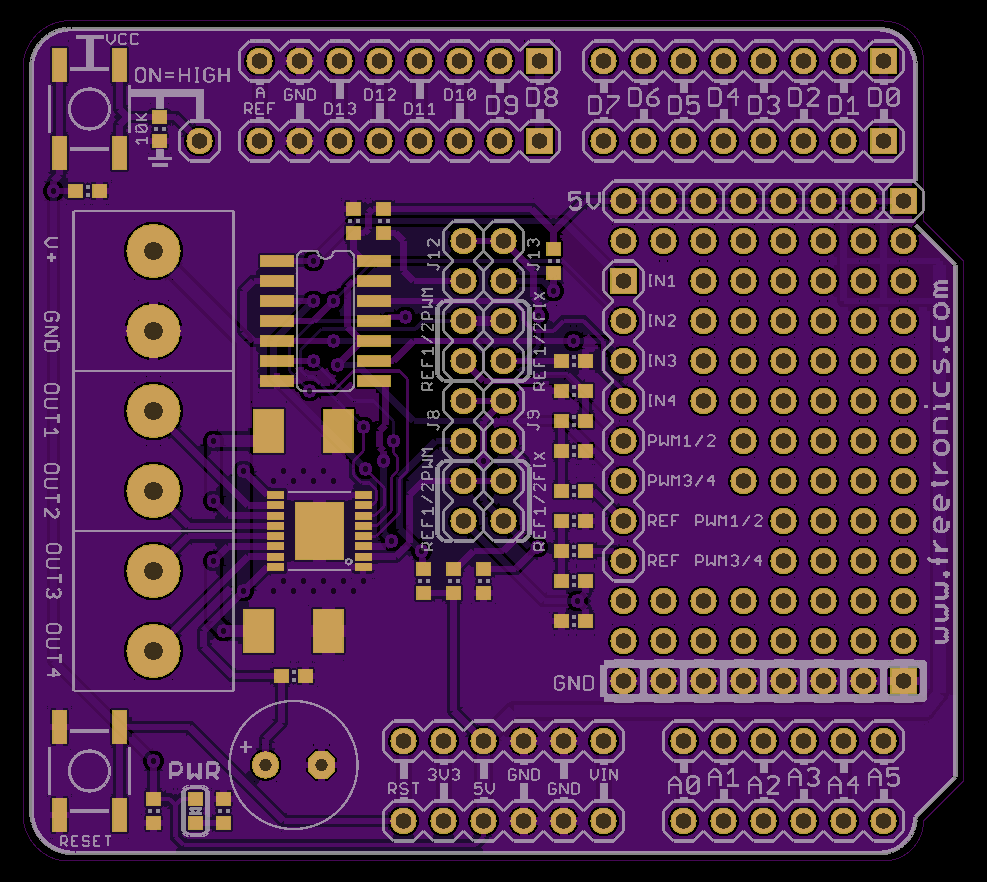 VCC
ON=HIGH
10K
A
REF
GND
D13
D12
D11
D10
D9
D8
D7
D6
D5
D4
D3
D2
D1
D0
5V
V+
GND
OUT1
OUT2
OUT3
OUT4
J12
J13
REF1/2PWM
REF1/2FIX
J8
J9
REF1/2PWM
REF1/2FIX
IN1
IN2
IN3
IN4
PWM1/2
PWM3/4
REF PWM1/2
REF PWM3/4
www.freetronics.com
GND
+
PWR
RESET
RST
3V3
5V
GND
GND
VIN
A0
A1
A2
A3
A4
A5